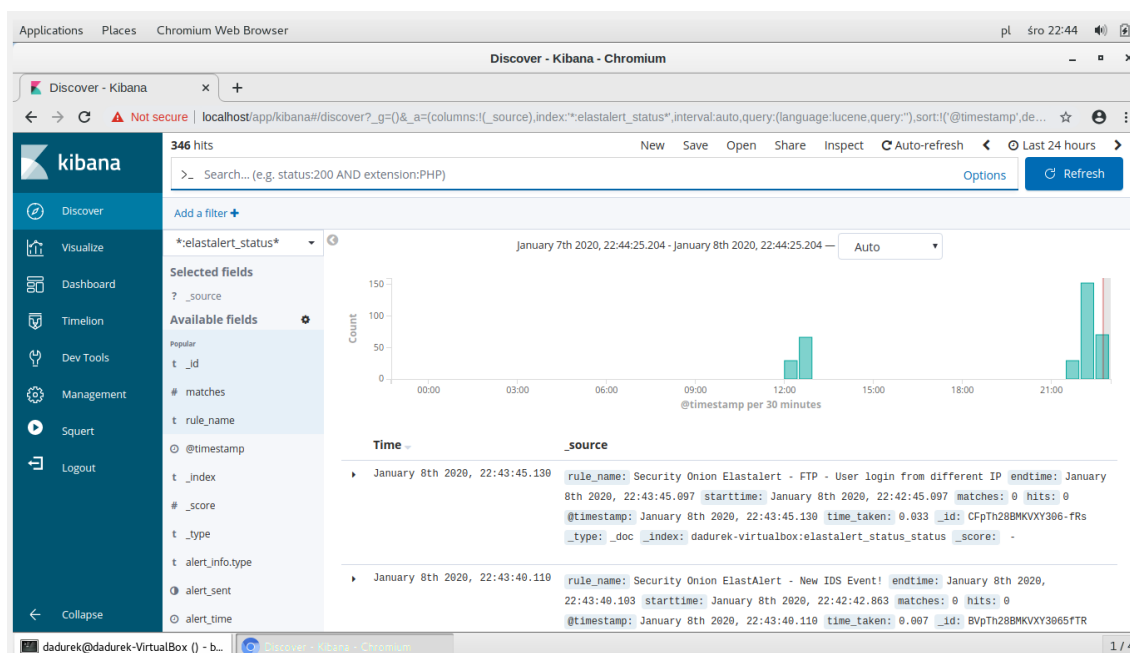 Applications Places Chromium Web Browser pl śro 22:44
Discover - Kibana - Chromium
Discover - Kibana × +
Not secure | localhost/app/kibana#/discover?_g=()&_a=(columns:!(_source),index:'*:elastalert_status*',interval:auto,query:(language:lucene,query:''),sort:!('@timestamp',de...
kibana
346 hits
New Save Open Share Inspect Auto-refresh Last 24 hours
>_ Search... (e.g. status:200 AND extension:PHP) Options Refresh
Add a filter +
Discover
Visualize
Dashboard
Timelion
Dev Tools
Management
Squert
Logout
Collapse
*:elastalert_status*
Selected fields
? _source
Available fields
Popular
t _id
# matches
t rule_name
@timestamp
t _index
# _score
t _type
t alert_info.type
alert_sent
alert_time
January 7th 2020, 22:44:25.204 - January 8th 2020, 22:44:25.204 — Auto
Count
150
100
50
0
00:00 03:00 06:00 09:00 12:00 15:00 18:00 21:00
@timestamp per 30 minutes
Time _source
January 8th 2020, 22:43:45.130 rule_name: Security Onion Elastalert - FTP - User login from different IP endtime: January
8th 2020, 22:43:45.097 starttime: January 8th 2020, 22:42:45.097 matches: 0 hits: 0
@timestamp: January 8th 2020, 22:43:45.130 time_taken: 0.033 _id: CFpTh28BMKVXY306-fRs
_type: _doc _index: dadurek-virtualbox:elastalert_status_status _score: -
January 8th 2020, 22:43:40.110 rule_name: Security Onion ElastAlert - New IDS Event! endtime: January 8th 2020,
22:43:40.103 starttime: January 8th 2020, 22:42:42.863 matches: 0 hits: 0
@timestamp: January 8th 2020, 22:43:40.110 time_taken: 0.007 _id: BVpTh28BMKVXY3065fTR
dadurek@dadurek-VirtualBox () - b... Discover - Kibana - Chromium 1 / 4